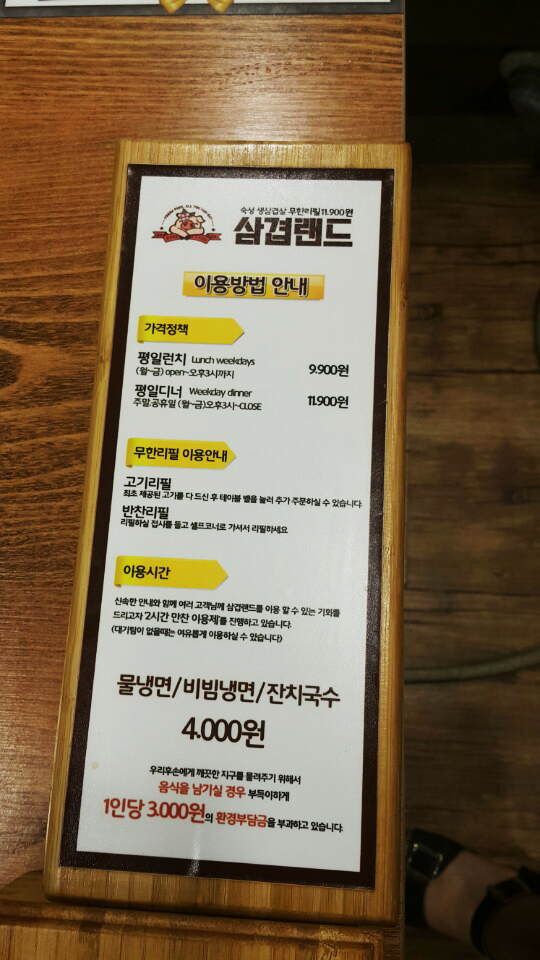 숙성 생삼겹살 무한리필 11.900원
삼겹랜드
이용방법 안내
가격정책
평일런치 Lunch weekdays
(월~금) open~오후3시까지 9.900원
평일디너 Weekday dinner
주말.공휴일 (월~금)오후3시~CLOSE 11.900원
무한리필 이용안내
고기리필
최초 제공된 고기를 다 드신 후 테이블 벨을 눌러 추가 주문하실 수 있습니다.
반찬리필
리필하실 접시를 들고 셀프코너로 가셔서 리필하세요
이용시간
신속한 안내와 함께 여러 고객님께 삼겹랜드를 이용 할 수 있는 기회를
드리고자 '2시간 만찬 이용제'를 진행하고 있습니다.
(대기팀이 없을때는 여유롭게 이용하실 수 있습니다)
물냉면/비빔냉면/잔치국수
4.000원
우리후손에게 깨끗한 지구를 물려주기 위해서
음식을 남기실 경우 부득이하게
1인당 3.000원의 환경부담금을 부과하고 있습니다.